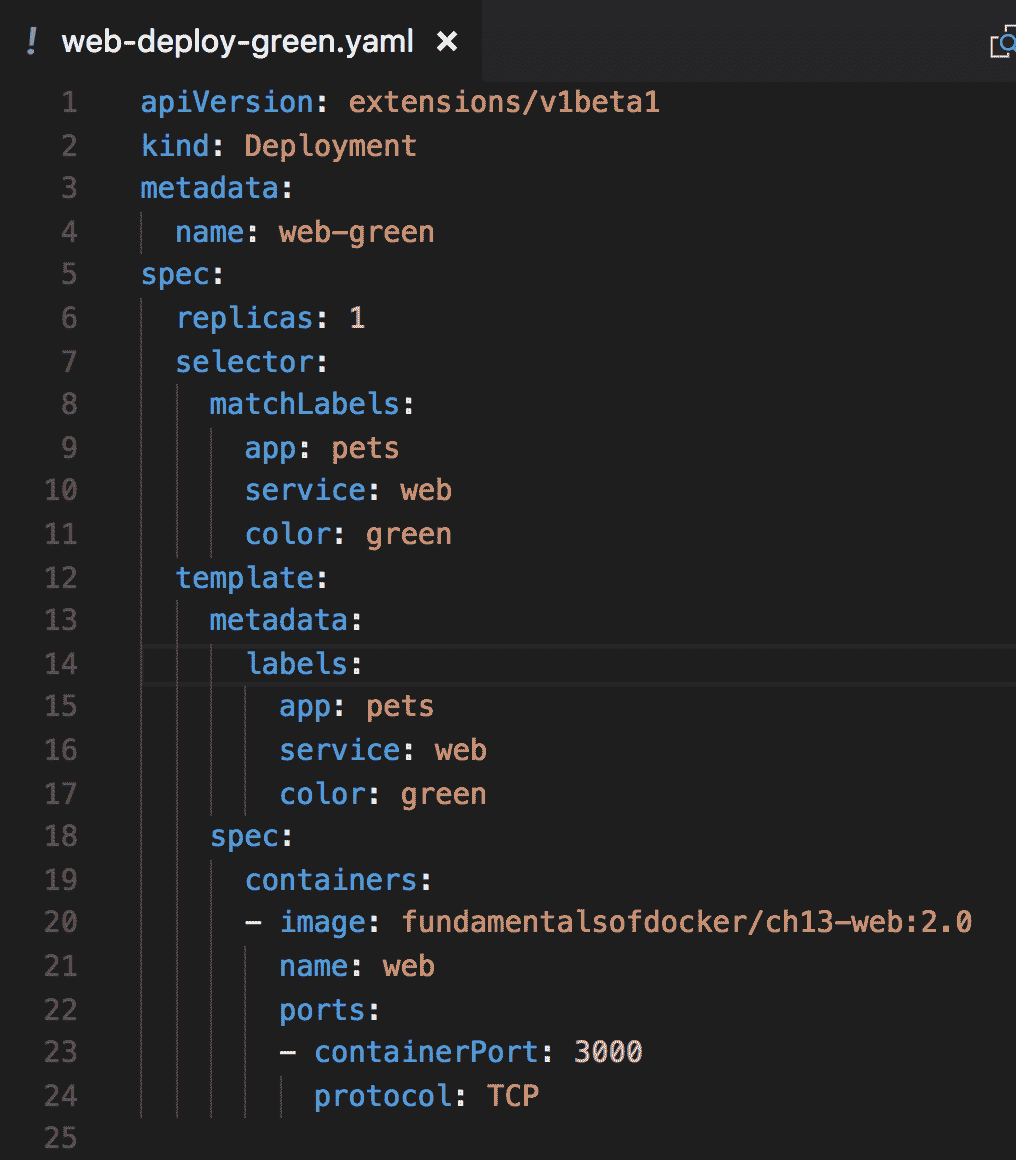 ! web-deploy-green.yaml ×
1 apiVersion: extensions/v1beta1
2 kind: Deployment
3 metadata:
4   name: web-green
5 spec:
6   replicas: 1
7   selector:
8     matchLabels:
9       app: pets
10       service: web
11       color: green
12   template:
13     metadata:
14       labels:
15         app: pets
16         service: web
17         color: green
18     spec:
19       containers:
20       - image: fundamentalsofdocker/ch13-web:2.0
21         name: web
22         ports:
23         - containerPort: 3000
24           protocol: TCP
25